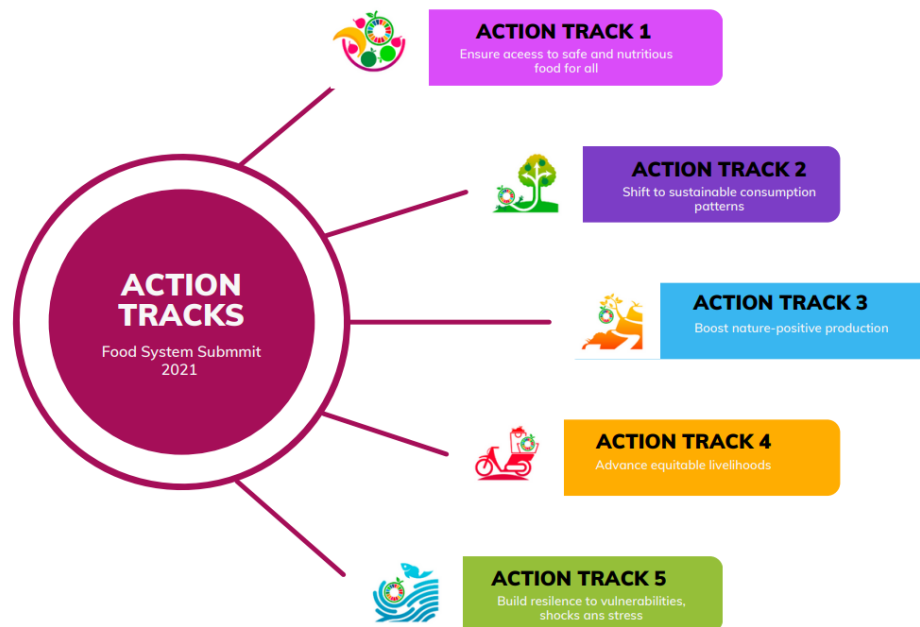 ACTION TRACK 1
Ensure aceess to safe and nutritious
food for all
ACTION TRACK 2
Shift to sustainable consumption
patterns
ACTION
TRACKS
Food System Submmit
2021
ACTION TRACK 3
Boost nature-positive production
ACTION TRACK 4
Advance equitable livelihoods
ACTION TRACK 5
Build resilence to vulnerabilities,
shocks ans stress